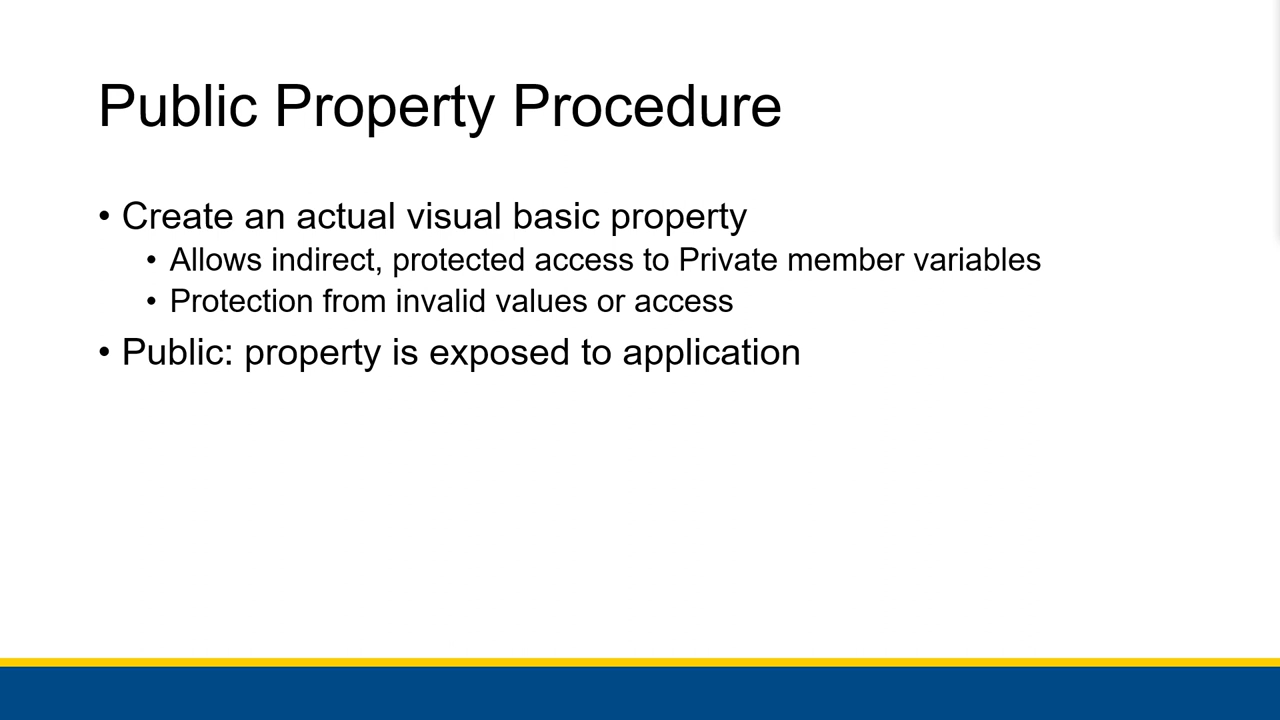 Public Property Procedure
• Create an actual visual basic property
• Allows indirect, protected access to Private member variables
• Protection from invalid values or access
• Public: property is exposed to application